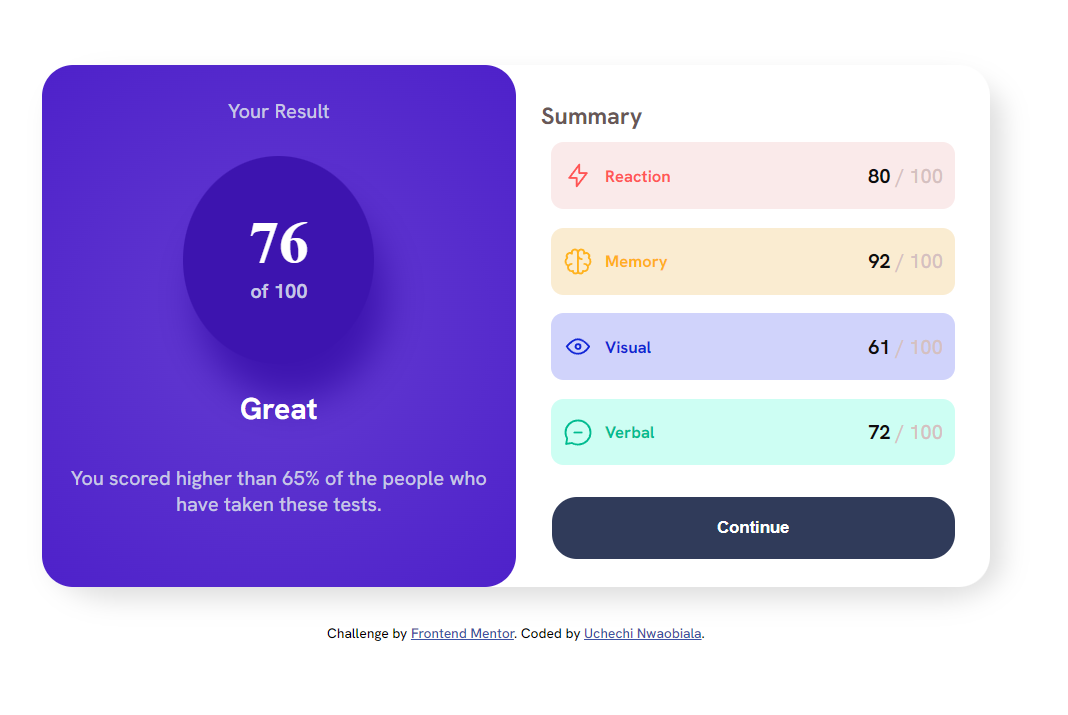 Your Result
76
of 100
Great
You scored higher than 65% of the people who
have taken these tests.
Summary
Reaction 80 / 100
Memory 92 / 100
Visual 61 / 100
Verbal 72 / 100
Continue
Challenge by Frontend Mentor. Coded by Uchechi Nwaobiala.